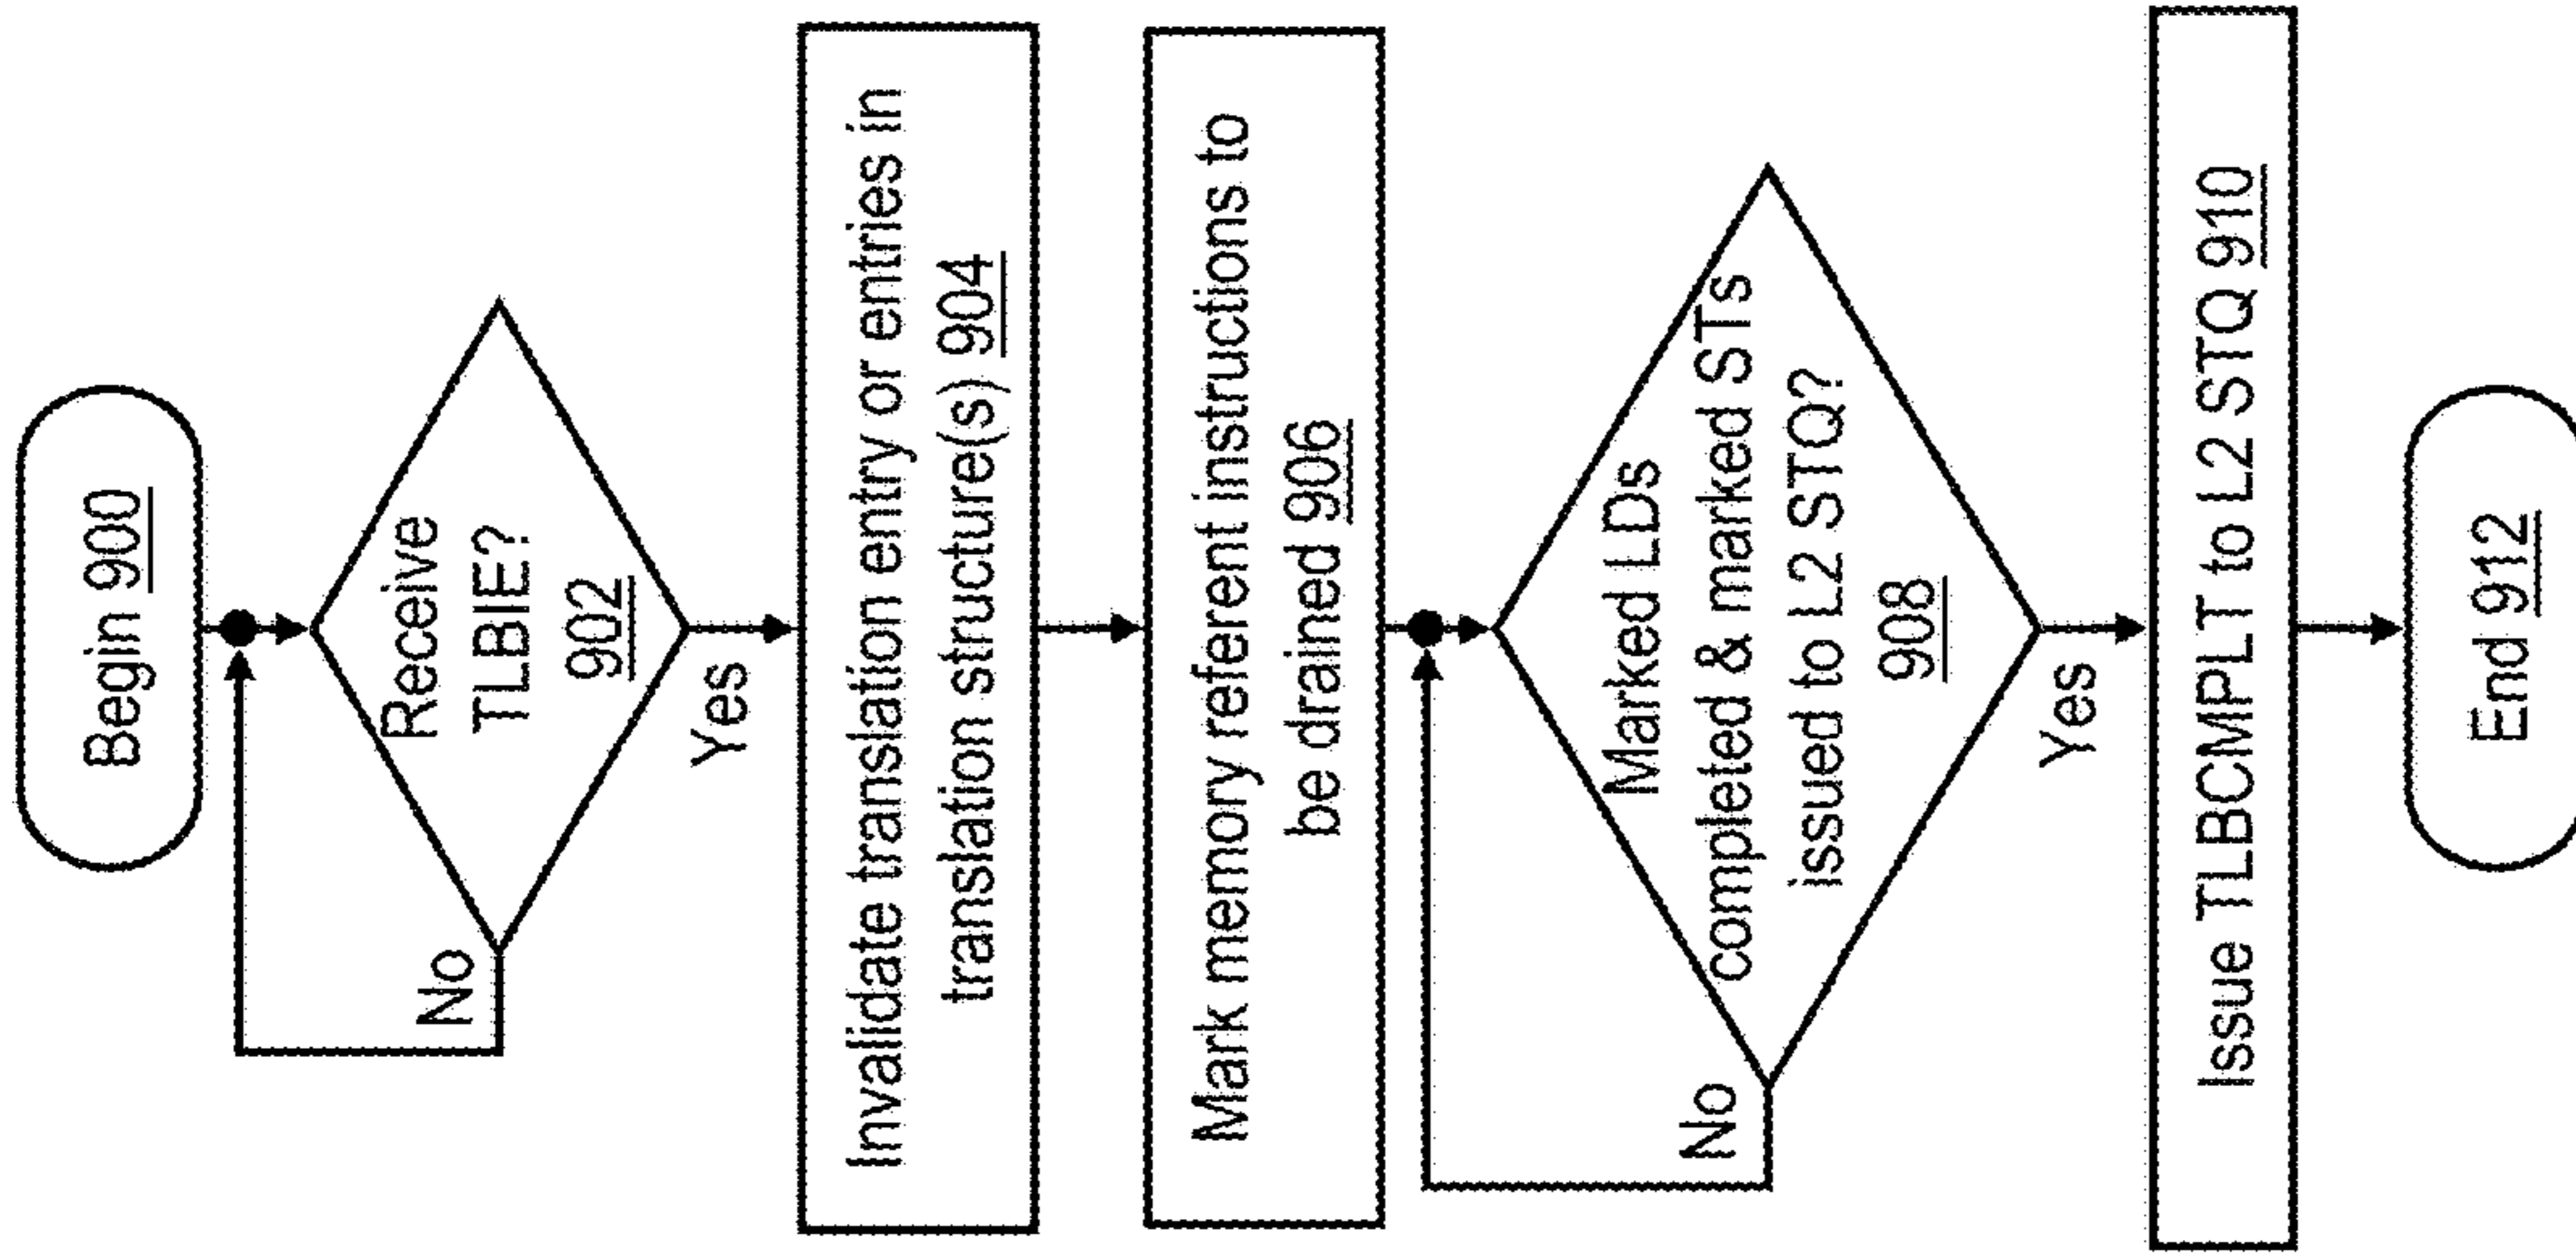 Begin 900
Receive
TLBIE?
902
No
Yes
Invalidate translation entry or entries in
translation structure(s) 904
Mark memory referent instructions to
be drained 906
Marked LDs
completed & marked STs
issued to L2 STQ?
908
No
Yes
Issue TLBCMPLT to L2 STQ 910
End 912